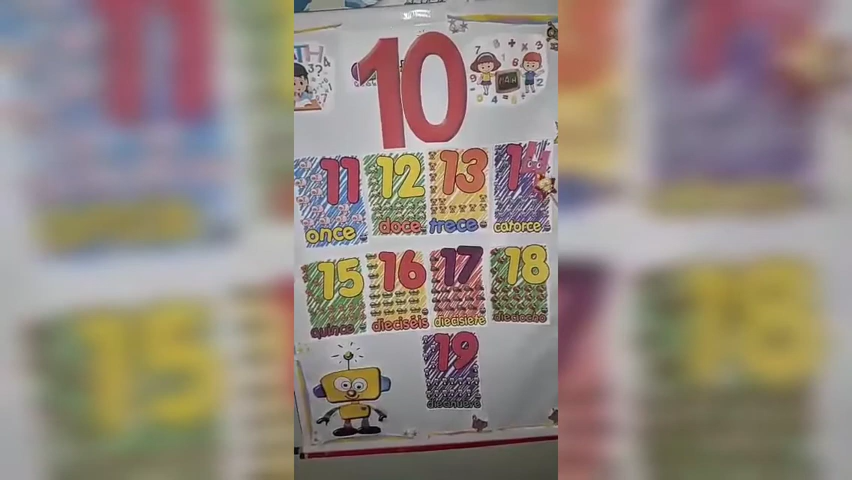 10
11 12 13 14
once doce trece catorce
15 16 17 18
quince dieciséis diecisiete dieciocho
19
diecinueve